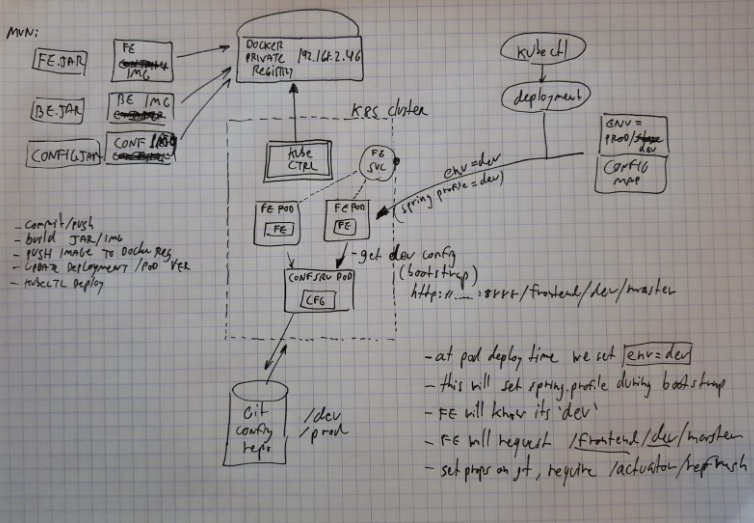 MVN:
FE.JAR
FE
IMG
BE.JAR
BE IMG
CONFIGJAR
CONF IMG
DOCKER
PRIVATE
REGISTRY
192.168.2.46
K8S cluster
Kube
CTRL
FE
SVC
FE POD
FE
FE POD
FE
CONFSRV POD
CFG
Git
config
repo
/dev
/prod
kubectl
deployment
ENV =
PROD/
dev
CONFIG
MAP
env=dev
(spring profile=dev)
- get dev config
(bootstrap)
http://....:8888/frontend/dev/master
- commit/push
- build JAR/IMG
- PUSH IMAGE TO Docker Reg
- UPDATE Deployment/POD VER
- KUBECTL Deploy
- at pod deploy time we set env=dev
- this will set spring.profile during bootstrap
- FE will know its 'dev'
- FE will request /frontend/dev/master
- set props on git, require /actuator/refresh